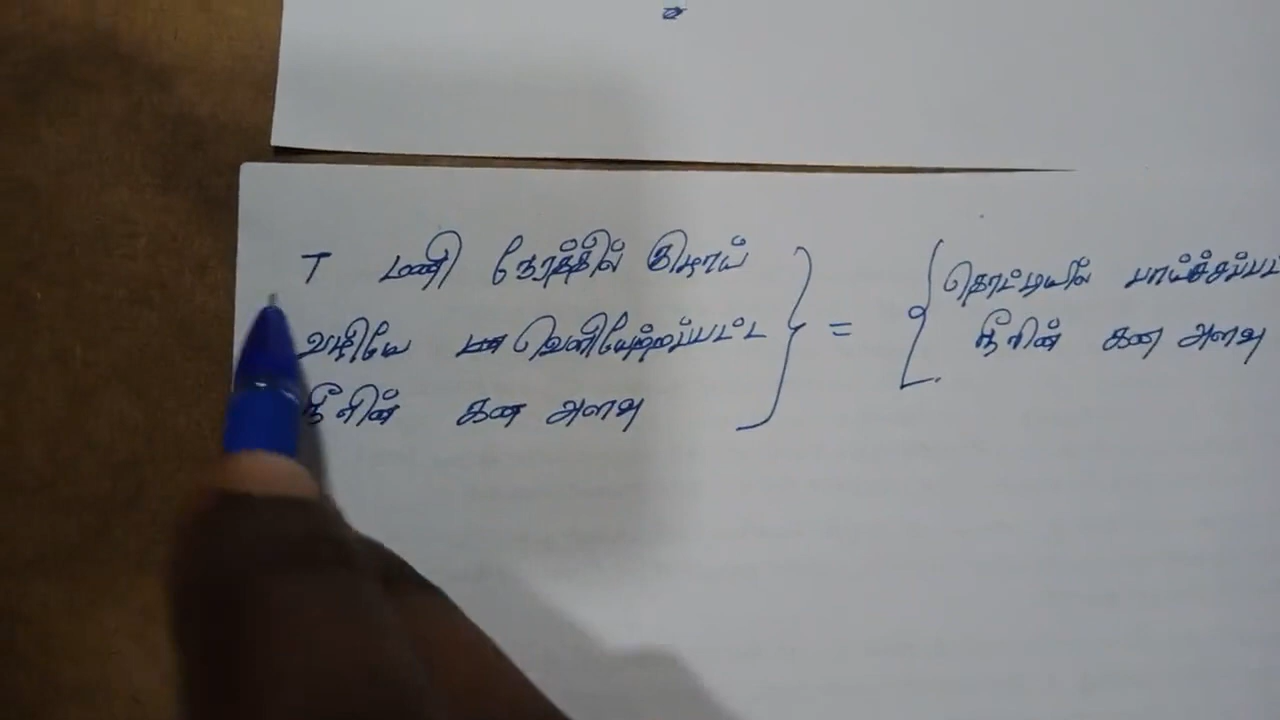 T மணி நேரத்தில் குழாய்
வழியே வெளியேற்றப்பட்ட
நீரின் கன அளவு
=
தொட்டியில் பாய்ச்சப்பட
நீரின் கன அளவு